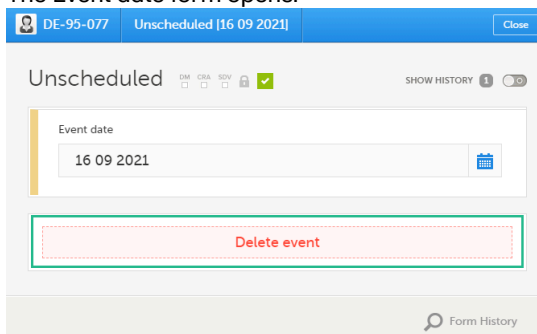 The Event date form opens.
DE-95-077 Unscheduled [16 09 2021] Close
Unscheduled DM CRA SDV SHOW HISTORY 1
Event date
16 09 2021
Delete event
Form History